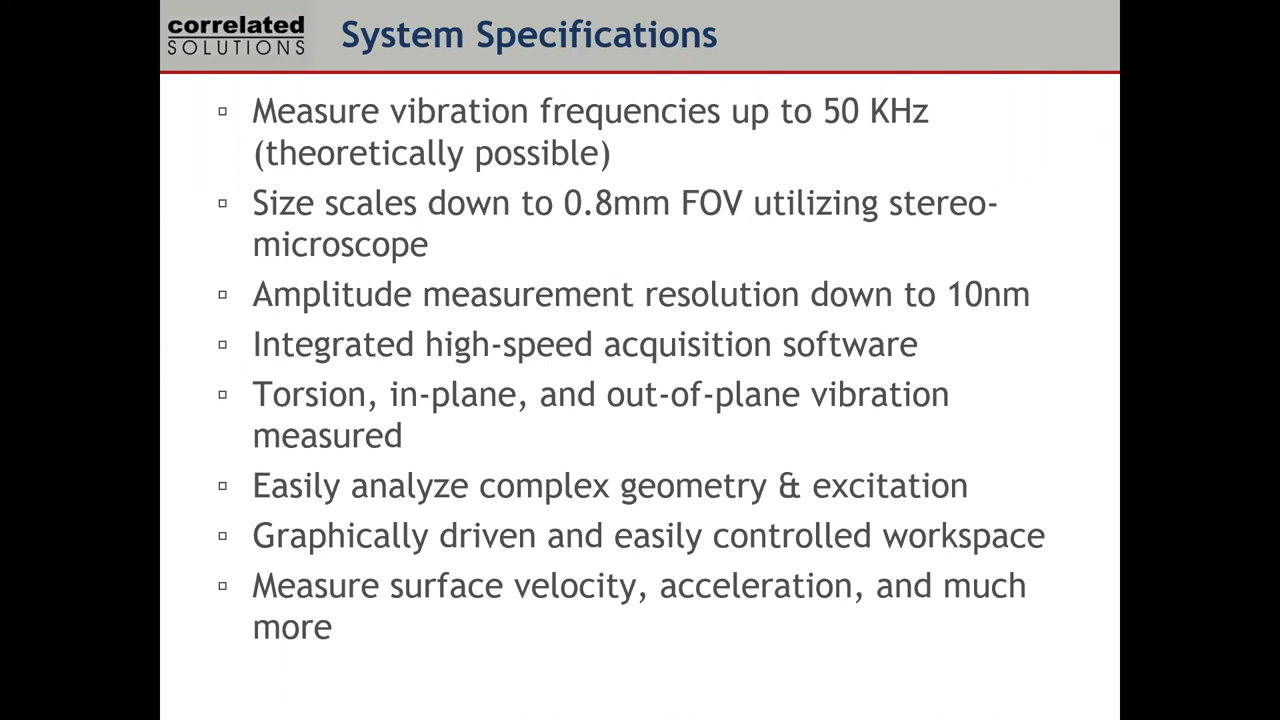 correlated
SOLUTIONS
System Specifications
Measure vibration frequencies up to 50 KHz
(theoretically possible)
Size scales down to 0.8mm FOV utilizing stereo-
microscope
Amplitude measurement resolution down to 10nm
Integrated high-speed acquisition software
Torsion, in-plane, and out-of-plane vibration
measured
Easily analyze complex geometry & excitation
Graphically driven and easily controlled workspace
Measure surface velocity, acceleration, and much
more